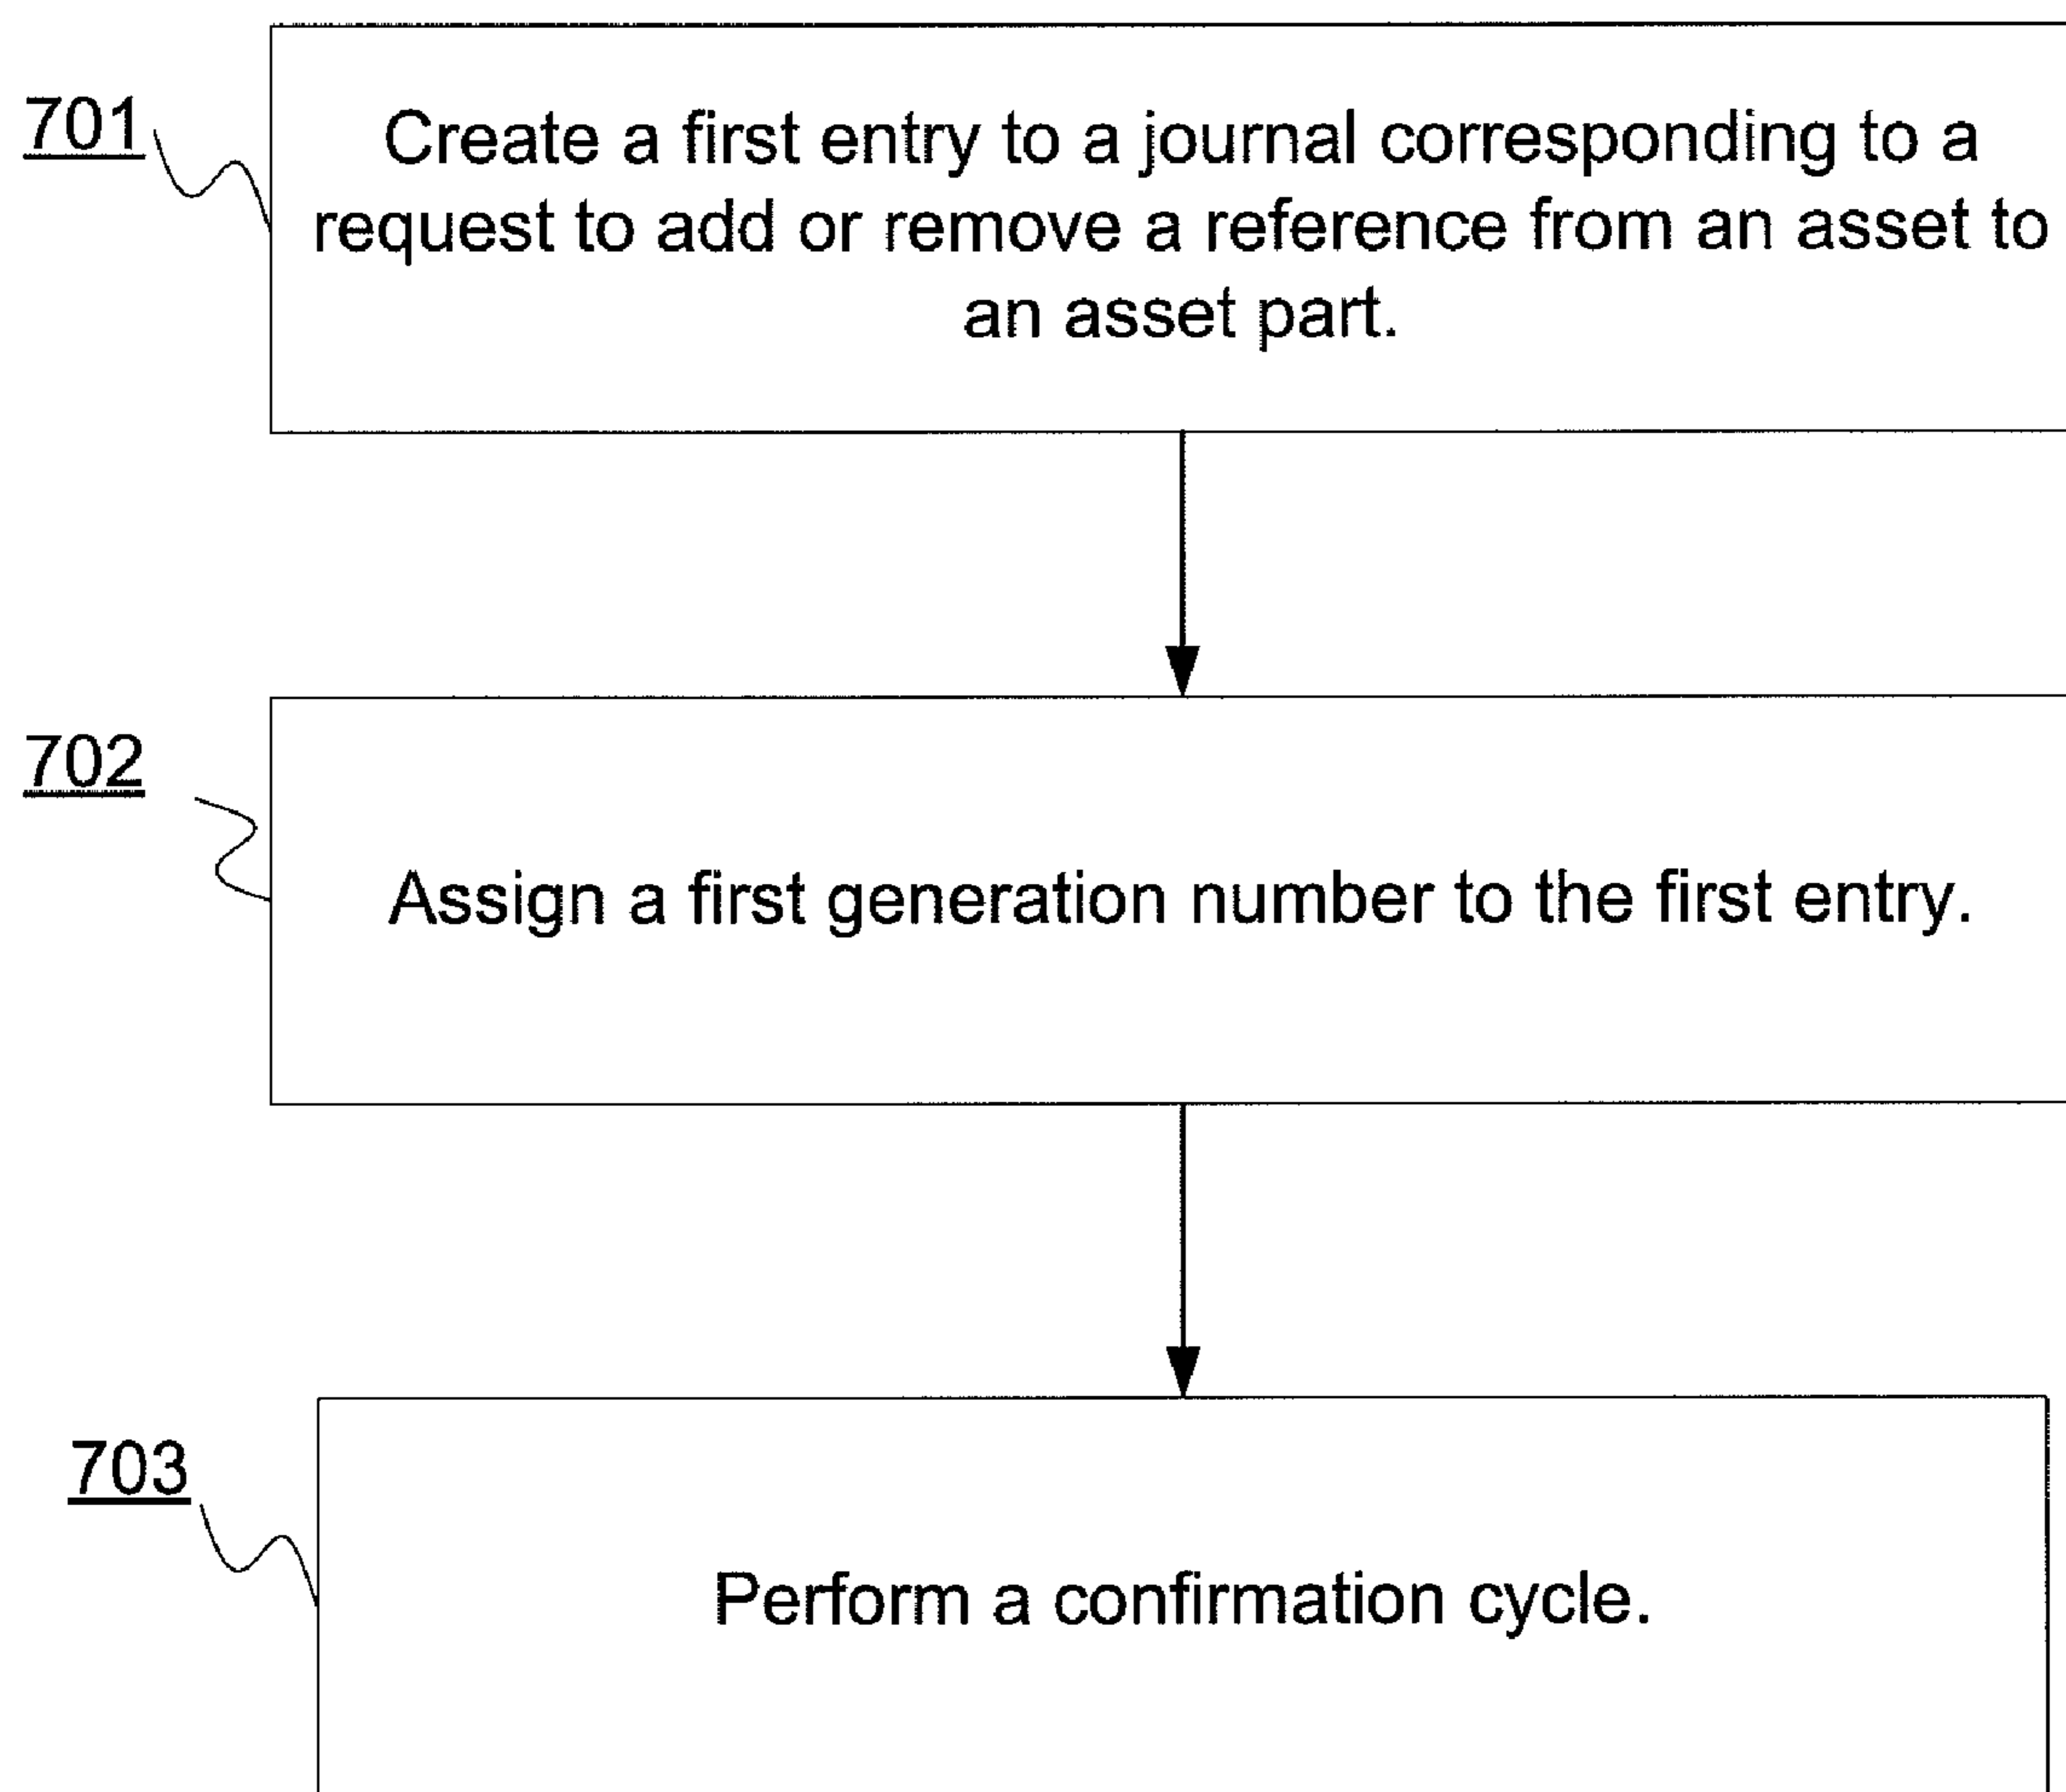 701
Create a first entry to a journal corresponding to a
request to add or remove a reference from an asset to
an asset part.
702
Assign a first generation number to the first entry.
703
Perform a confirmation cycle.